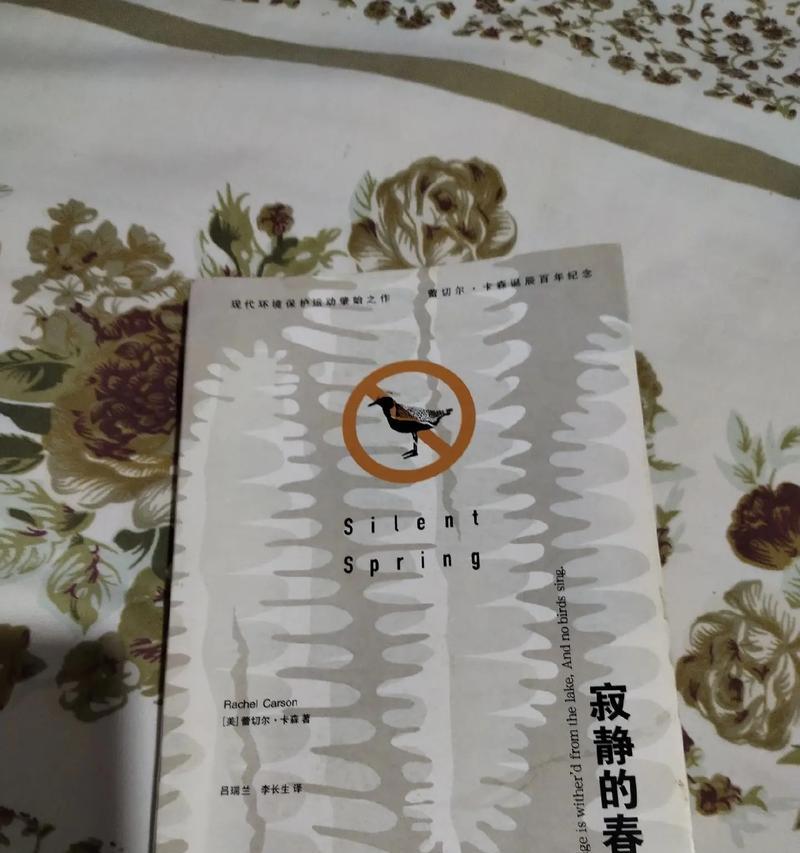 现代环境保护运动肇始之作 蕾切尔·卡森诞辰百年纪念
Silent
Spring
Rachel Carson
[美]蕾切尔·卡森 著
吕瑞兰 李长生 译
is wither'd from the lake, And no birds sing.
寂静的春